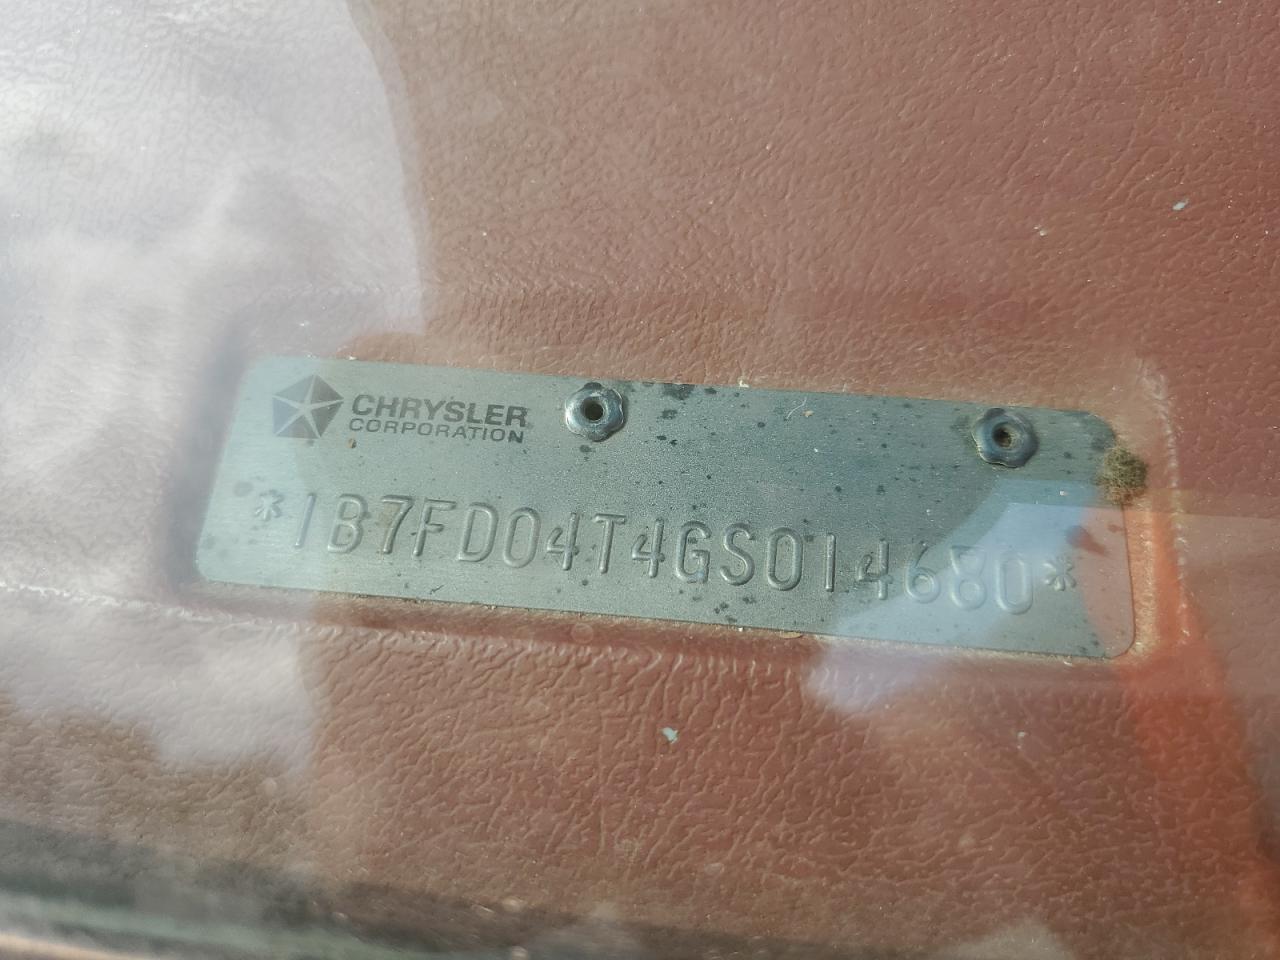 CHRYSLER
CORPORATION
*1B7FD04T4GS014680*